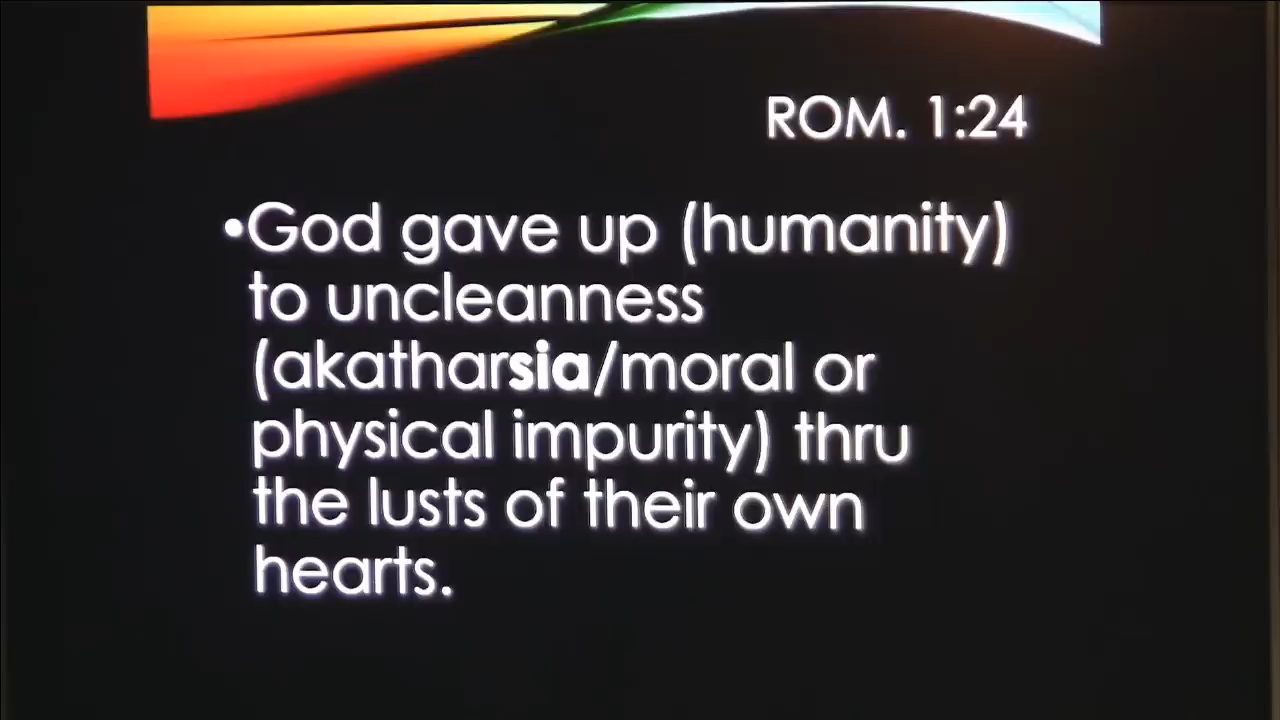 ROM. 1:24
•God gave up (humanity)
to uncleanness
(akatharsia/moral or
physical impurity) thru
the lusts of their own
hearts.